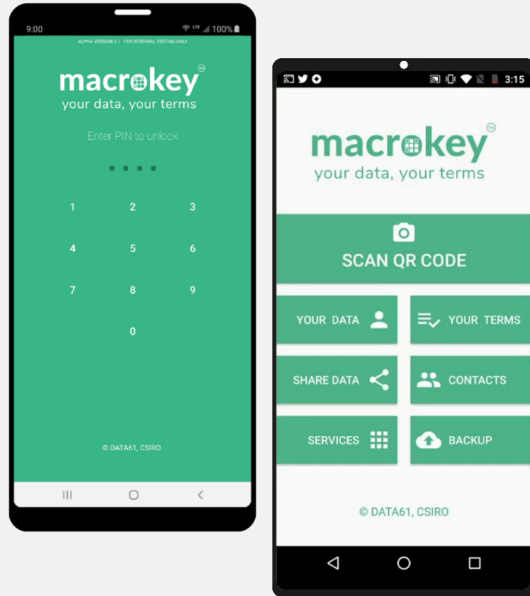 9:00
LTE 100%
ALPHA VERSION 0.1 - FOR INTERNAL TESTING ONLY
macrokey
your data, your terms
Enter PIN to unlock
1 2 3
4 5 6
7 8 9
0
© DATA61, CSIRO
3:15
macrokey
your data, your terms
SCAN QR CODE
YOUR DATA
YOUR TERMS
SHARE DATA
CONTACTS
SERVICES
BACKUP
© DATA61, CSIRO